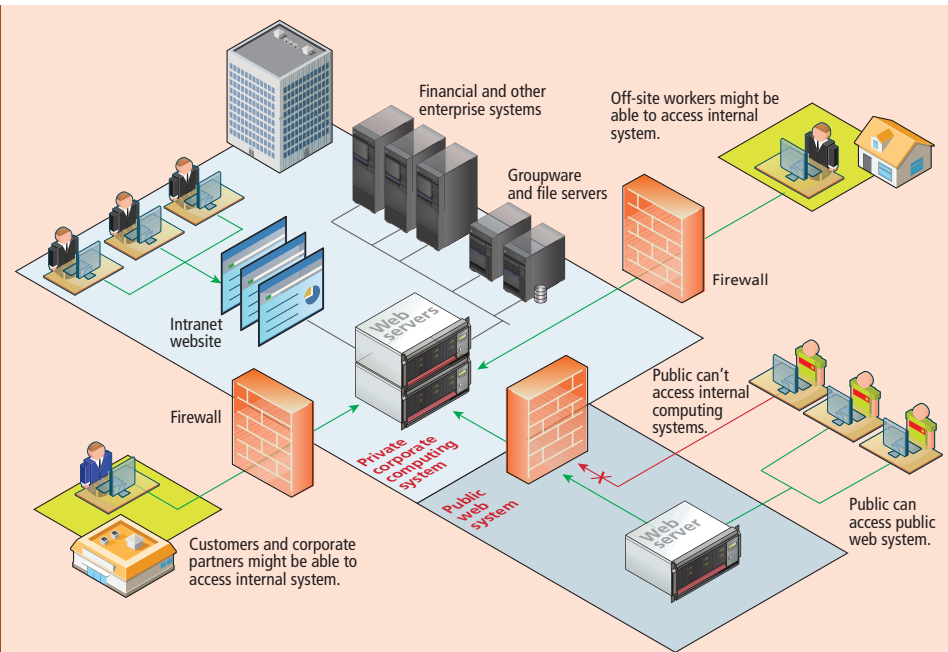 Financial and other
enterprise systems
Off-site workers might be
able to access internal
system.
Groupware
and file servers
Firewall
Intranet
website
Web
servers
Public can't
access internal
computing
systems.
Firewall
Private
corporate
computing
system
Public
web
system
Web
server
Public can
access public
web system.
Customers and corporate
partners might be able to
access internal system.